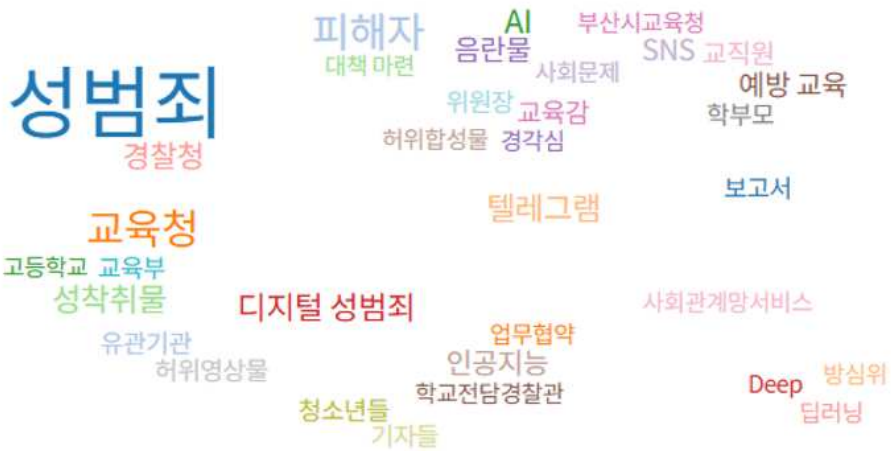 피해자 AI 부산시교육청
음란물 SNS 교직원
대책 마련 사회문제
성범죄 예방 교육
위원장 교육감 학부모
허위합성물 경각심
경찰청
보고서
텔레그램
교육청
고등학교 교육부
성착취물 디지털 성범죄 사회관계망서비스
유관기관 업무협약
허위영상물 인공지능 방심위
학교전담경찰관 Deep
청소년들 딥러닝
기자들